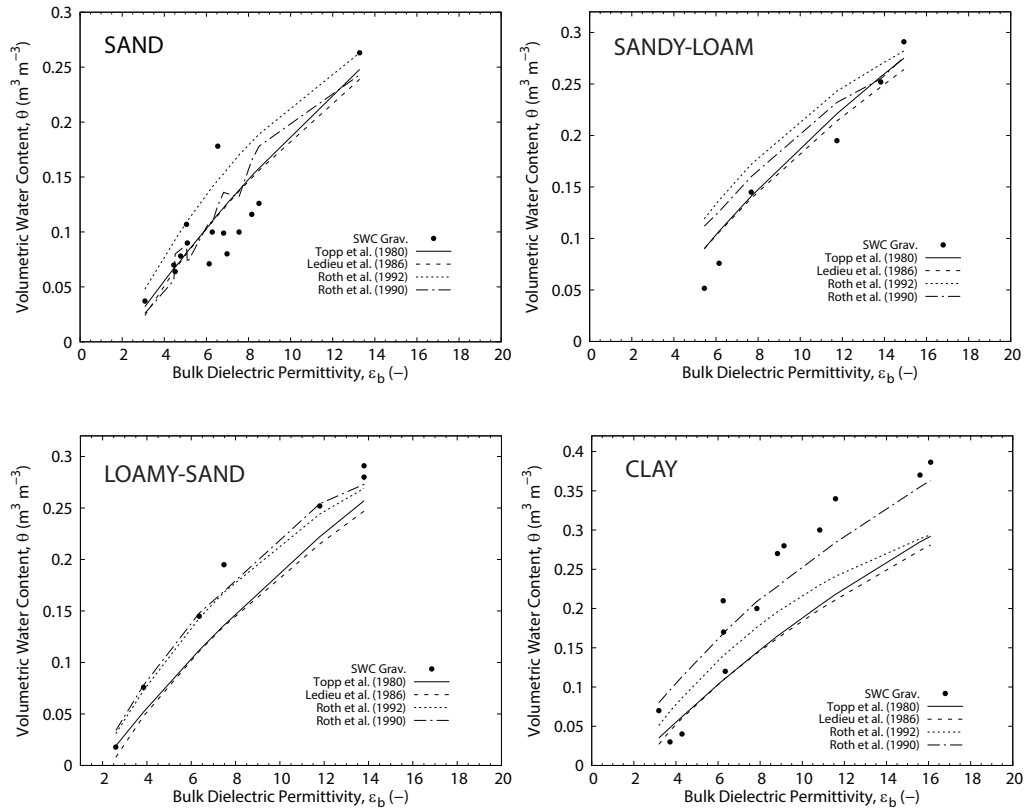 SAND
Volumetric Water Content, θ (m³ m⁻³)
0.25
0.2
0.15
0.1
0.05
0
SWC Grav.
Topp et al. (1980)
Ledieu et al. (1986)
Roth et al. (1992)
Roth et al. (1990)
0 2 4 6 8 10 12 14 16 18 20
Bulk Dielectric Permittivity, εb (–)
SANDY-LOAM
Volumetric Water Content, θ (m³ m⁻³)
0.3
0.25
0.2
0.15
0.1
0.05
0
SWC Grav.
Topp et al. (1980)
Ledieu et al. (1986)
Roth et al. (1992)
Roth et al. (1990)
0 2 4 6 8 10 12 14 16 18 20
Bulk Dielectric Permittivity, εb (–)
LOAMY-SAND
Volumetric Water Content, θ (m³ m⁻³)
0.3
0.25
0.2
0.15
0.1
0.05
0
SWC Grav.
Topp et al. (1980)
Ledieu et al. (1986)
Roth et al. (1992)
Roth et al. (1990)
2 4 6 8 10 12 14 16 18 20
Bulk Dielectric Permittivity, εb (–)
CLAY
Volumetric Water Content, θ (m³ m⁻³)
0.4
0.35
0.3
0.25
0.2
0.15
0.1
0.05
0
SWC Grav.
Topp et al. (1980)
Ledieu et al. (1986)
Roth et al. (1992)
Roth et al. (1990)
0 2 4 6 8 10 12 14 16 18 20
Bulk Dielectric Permittivity, εb (–)